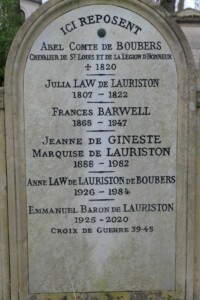 ICI REPOSENT
ABEL COMTE DE BOUBERS
CHEVALIER DE ST LOUIS ET DE LA LÉGION D'HONNEUR
✝ 1820
JULIA LAW DE LAURISTON
1807 - 1822
FRANCES BARWELL
1865 - 1947
JEANNE DE GINESTE
MARQUISE DE LAURISTON
1888 - 1982
ANNE LAW DE LAURISTON DE BOUBERS
1926 - 1984
EMMANUEL BARON DE LAURISTON
1925 - 2020
CROIX DE GUERRE 39-45